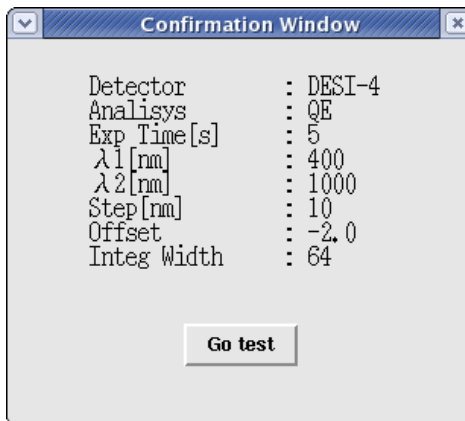 Confirmation Window
Detector : DESI-4
Analisys : QE
Exp Time[s] : 5
λ1[nm] : 400
λ2[nm] : 1000
Step[nm] : 10
Offset : -2.0
Integ Width : 64
Go test